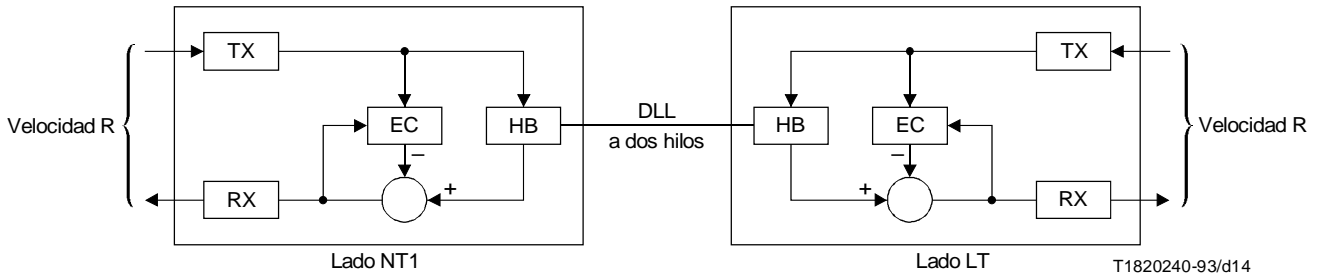 TX
TX
DLL
Velocidad R
EC
HB
a dos hilos
HB
EC
Velocidad R
–
+
+
–
RX
RX
Lado NT1
Lado LT
T1820240-93/d14